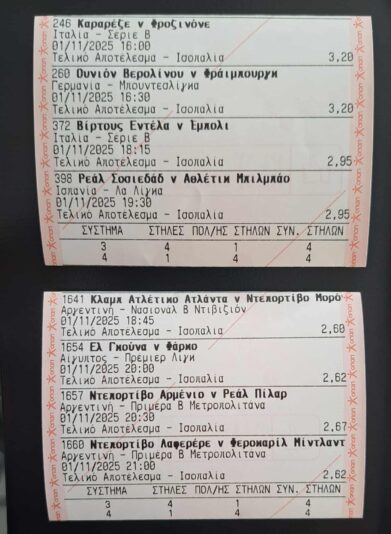 246 Καραρέζε v Φροζινόνε
Ιταλία - Σερίε Β
01/11/2025 16:00
Τελικό Αποτέλεσμα - Ισοπαλία 3,20
260 Ουνιόν Βερολίνου v Φράιμπουργκ
Γερμανία - Μπουντεσλίγκα
01/11/2025 16:30
Τελικό Αποτέλεσμα - Ισοπαλία 3,20
372 Βίρτους Εντέλα v Έμπολι
Ιταλία - Σερίε Β
01/11/2025 18:15
Τελικό Αποτέλεσμα - Ισοπαλία 2,95
398 Ρεάλ Σοσιεδάδ v Αθλέτικ Μπιλμπάο
Ισπανία - Λα Λίγκα
01/11/2025 19:30
Τελικό Αποτέλεσμα - Ισοπαλία 2,95
ΣΥΣΤΗΜΑ ΣΤΗΛΕΣ ΠΟΛ/ΗΣ ΣΤΗΛΩΝ ΣΥΝ. ΣΤΗΛΩΝ
3 4 1 4
4 1 4 4
1641 Κλαμπ Ατλέτικο Ατλάντα v Ντεπορτίβο Μορό
Αργεντινή - Νασιονάλ Β Ντιβιζιόν
01/11/2025 18:45
Τελικό Αποτέλεσμα - Ισοπαλία 2,60
1654 Ελ Γκούνα v Φάρκο
Αίγυπτος - Πρέμιερ Λιγκ
01/11/2025 20:00
Τελικό Αποτέλεσμα - Ισοπαλία 2,62
1657 Ντεπορτίβο Αρμένιο v Ρεάλ Πιλάρ
Αργεντινή - Πριμέρα Β Μετροπολιτάνα
01/11/2025 20:30
Τελικό Αποτέλεσμα - Ισοπαλία 2,67
1660 Ντεπορτίβο Λαφερέρε v Φεροκαρίλ Μίντλαντ
Αργεντινή - Πριμέρα Β Μετροπολιτάνα
01/11/2025 21:00
Τελικό Αποτέλεσμα - Ισοπαλία 2,62
ΣΥΣΤΗΜΑ ΣΤΗΛΕΣ ΠΟΛ/ΗΣ ΣΤΗΛΩΝ ΣΥΝ. ΣΤΗΛΩΝ
3 4 1 4
4 1 4 4